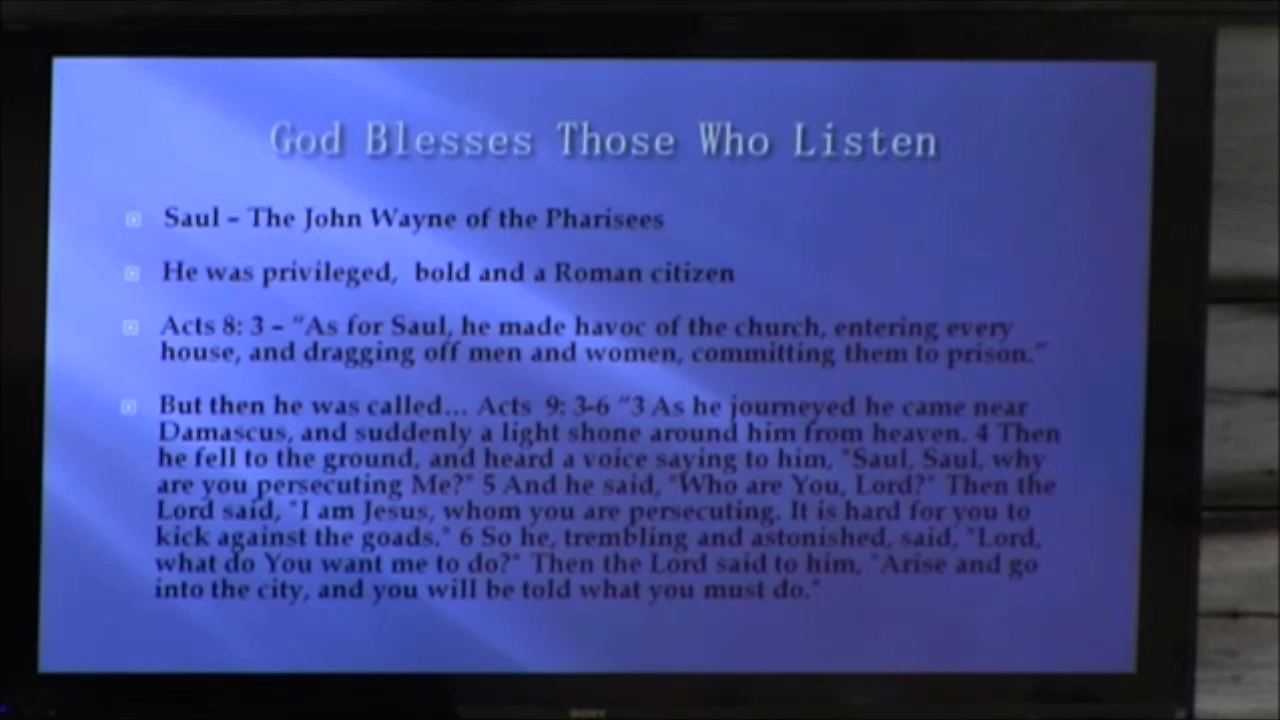 God Blesses Those Who Listen
Saul – The John Wayne of the Pharisees
He was privileged, bold and a Roman citizen
Acts 8: 3 – “As for Saul, he made havoc of the church, entering every
house, and dragging off men and women, committing them to prison.”
But then he was called... Acts 9: 3-6 “3 As he journeyed he came near
Damascus, and suddenly a light shone around him from heaven. 4 Then
he fell to the ground, and heard a voice saying to him, "Saul, Saul, why
are you persecuting Me?" 5 And he said, "Who are You, Lord?" Then the
Lord said, "I am Jesus, whom you are persecuting. It is hard for you to
kick against the goads." 6 So he, trembling and astonished, said, "Lord,
what do You want me to do?" Then the Lord said to him, "Arise and go
into the city, and you will be told what you must do."
SONY